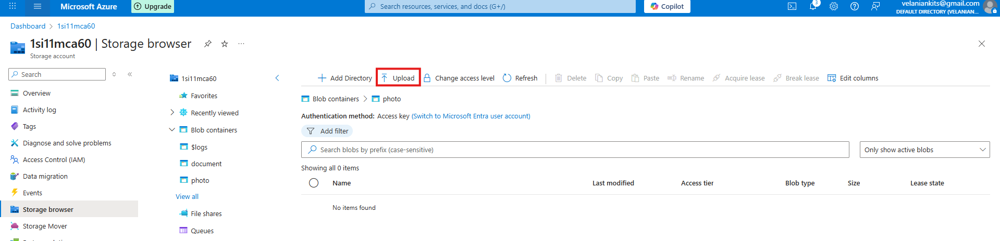 Microsoft Azure
Upgrade
Search resources, services, and docs (G+/)
Copilot
3
velaniankits@gmail.com
DEFAULT DIRECTORY (VELANIAN...
Dashboard > 1si11mca60
1si11mca60 | Storage browser
Storage account
Search
Overview
Activity log
Tags
Diagnose and solve problems
Access Control (IAM)
Data migration
Events
Storage browser
Storage Mover
1si11mca60
Favorites
Recently viewed
Blob containers
$logs
document
photo
View all
File shares
Queues
Add Directory Upload Change access level Refresh Delete Copy Paste Rename Acquire lease Break lease Edit columns
Blob containers > photo
Authentication method: Access key (Switch to Microsoft Entra user account)
Add filter
Search blobs by prefix (case-sensitive)
Only show active blobs
Showing all 0 items
Name Last modified Access tier Blob type Size Lease state
No items found